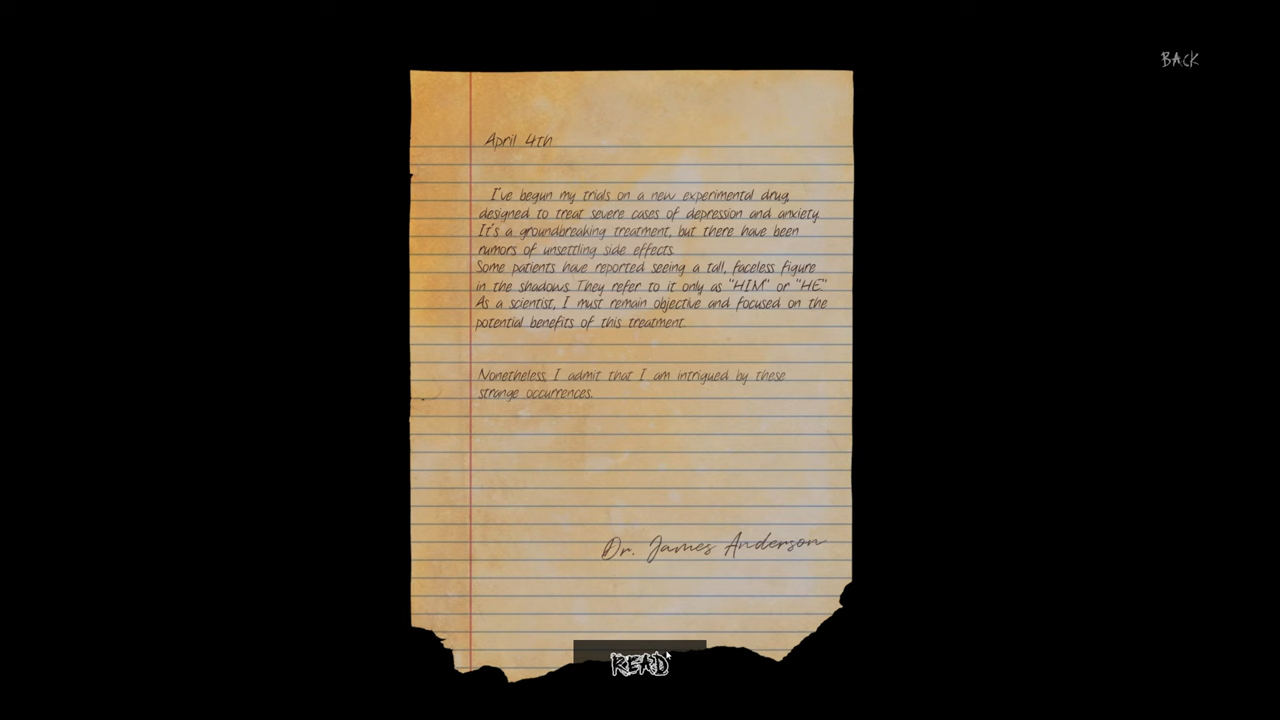 BACK
April 4th
I've begun my trials on a new experimental drug,
designed to treat severe cases of depression and anxiety.
It's a groundbreaking treatment, but there have been
rumors of unsettling side effects.
Some patients have reported seeing a tall, faceless figure
in the shadows. They refer to it only as "HIM" or "HE."
As a scientist, I must remain objective and focused on the
potential benefits of this treatment.
Nonetheless, I admit that I am intrigued by these
strange occurrences.
Dr. James Anderson
READ